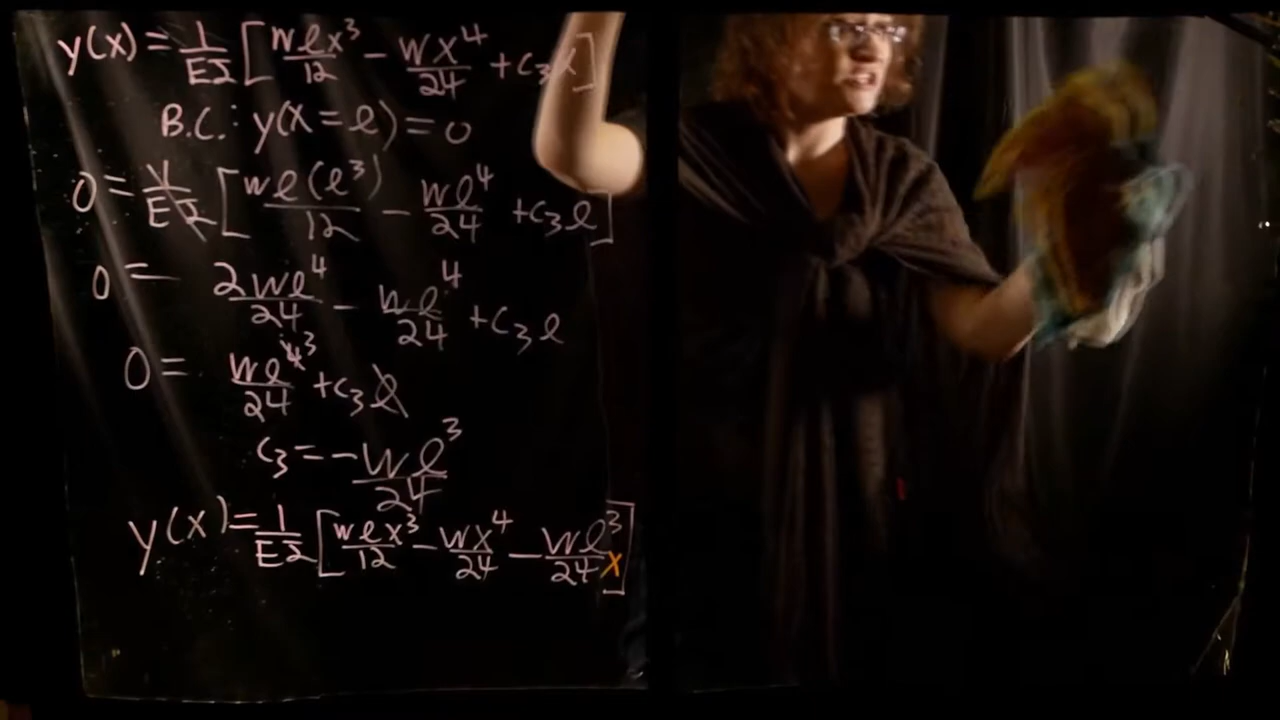 y(x) = 1/EI [ wlx³/12 − wx⁴/24 + c₃x ]
B.C.: y(x = l) = 0
0 = 1/EI [ wl(l³)/12 − wl⁴/24 + c₃l ]
0 = 2wl⁴/24 − wl⁴/24 + c₃l
0 = wl⁴³/24 + c₃l
c₃ = −wl³/24
y(x) = 1/EI [ wlx³/12 − wx⁴/24 − wl³/24 x ]